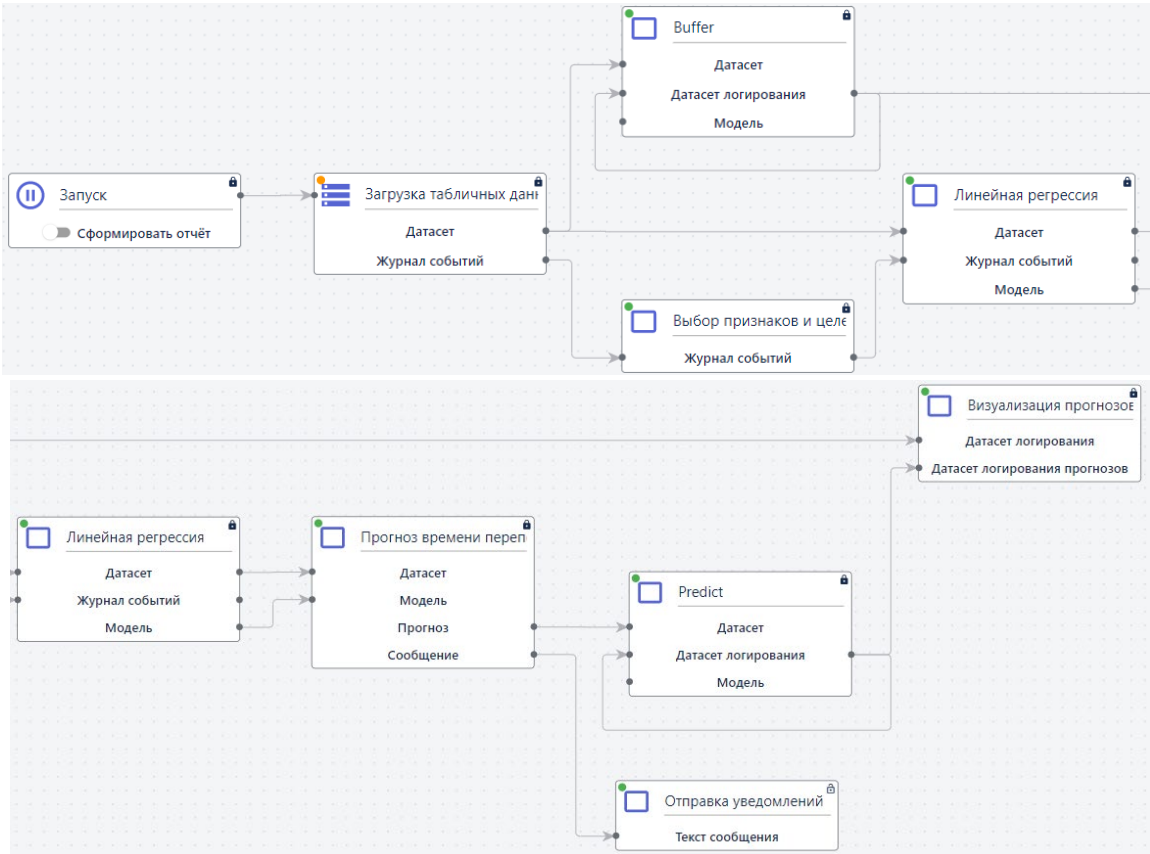 Buffer
Датасет
Датасет логирования
Модель
Запуск
Сформировать отчёт
Загрузка табличных дан
Датасет
Журнал событий
Линейная регрессия
Датасет
Журнал событий
Модель
Выбор признаков и целе
Журнал событий
Визуализация прогнозов
Датасет логирования
Датасет логирования прогнозов
Линейная регрессия
Датасет
Журнал событий
Модель
Прогноз времени переп
Датасет
Модель
Прогноз
Сообщение
Predict
Датасет
Датасет логирования
Модель
Отправка уведомлений
Текст сообщения